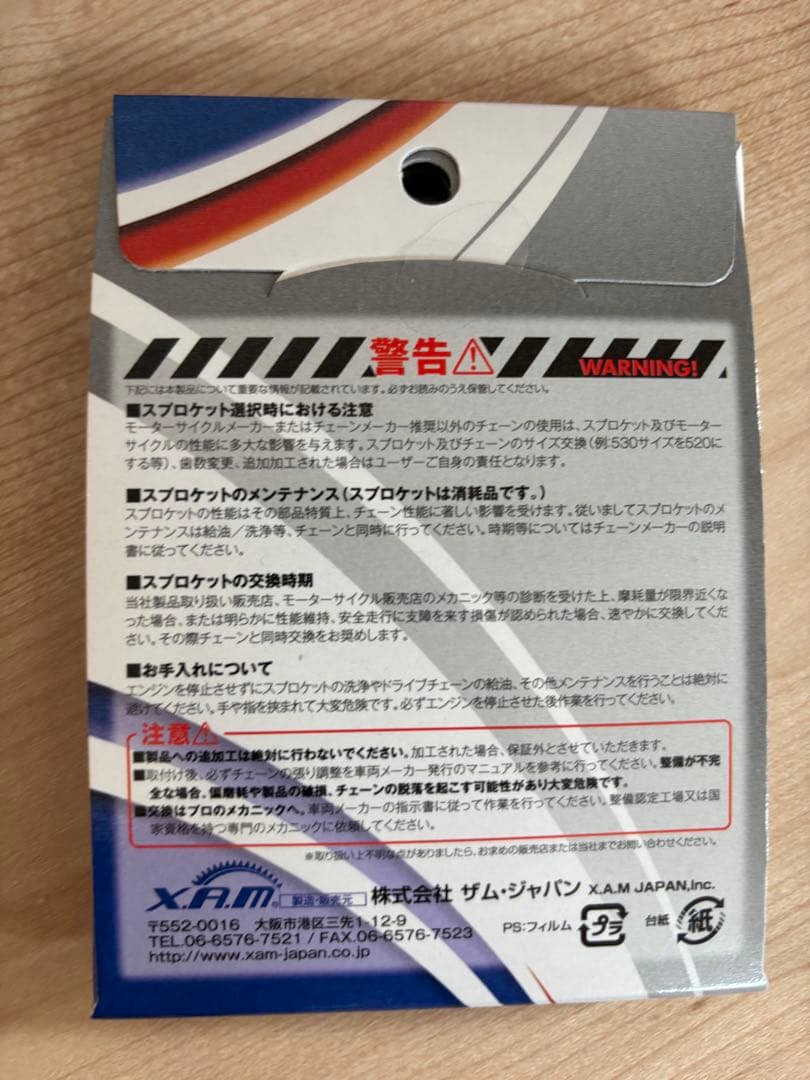 警告 WARNING!
下記には本製品について重要な情報が記載されています。必ずお読みのうえ保管してください。
■スプロケット選択時における注意
モーターサイクルメーカーまたはチェーンメーカー推奨以外のチェーンの使用は、スプロケット及びモーター
サイクルの性能に多大な影響を与えます。スプロケット及びチェーンのサイズ交換(例:530サイズを520に
する等)、歯数変更、追加加工された場合はユーザーご自身の責任となります。
■スプロケットのメンテナンス(スプロケットは消耗品です。)
スプロケットの性能はその部品特質上、チェーン性能に著しい影響を受けます。従いましてスプロケットのメ
ンテナンスは給油/洗浄等、チェーンと同時に行ってください。時期等についてはチェーンメーカーの説明
書に従ってください。
■スプロケットの交換時期
当社製品取り扱い販売店、モーターサイクル販売店のメカニック等の診断を受けた上、摩耗量が限界近くな
った場合、または明らかに性能維持、安全走行に支障を来す損傷が認められた場合、速やかに交換してくだ
さい。その際チェーンと同時交換をお奨めします。
■お手入れについて
エンジンを停止させずにスプロケットの洗浄やドライブチェーンの給油、その他メンテナンスを行うことは絶対に
避けてください。手や指を挟まれて大変危険です。必ずエンジンを停止させた後作業を行ってください。
注意
■製品への追加工は絶対に行わないでください。加工された場合、保証外とさせていただきます。
■取付け後、必ずチェーンの張り調整を車両メーカー発行のマニュアルを参考に行ってください。整備が不完
全な場合、偏磨耗や製品の破損、チェーンの脱落を起こす可能性があり大変危険です。
■交換はプロのメカニックへ。車両メーカーの指示書に従って作業を行ってください。整備認定工場又は国
家資格を持つ専門のメカニックに依頼してください。
※取り扱い上不明な点がありましたら、お求めの販売店または当社までお問い合わせください。
X.A.M® 製造・販売元 株式会社 ザム・ジャパン X.A.M JAPAN,Inc.
〒552-0016 大阪市港区三先1-12-9
TEL.06-6576-7521 / FAX.06-6576-7523
http://www.xam-japan.co.jp
PS:フィルム プラ 台紙 紙